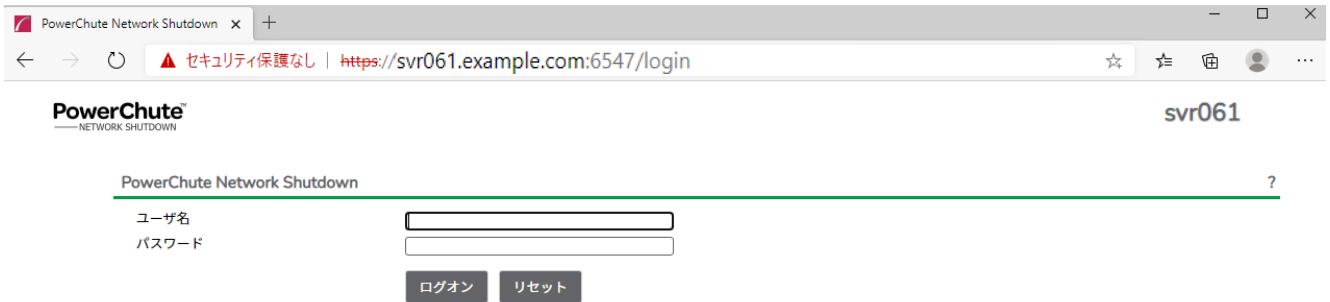 PowerChute Network Shutdown
セキュリティ保護なし | https://svr061.example.com:6547/login
PowerChute™ svr061
NETWORK SHUTDOWN
PowerChute Network Shutdown ?
ユーザ名
パスワード
ログオン リセット